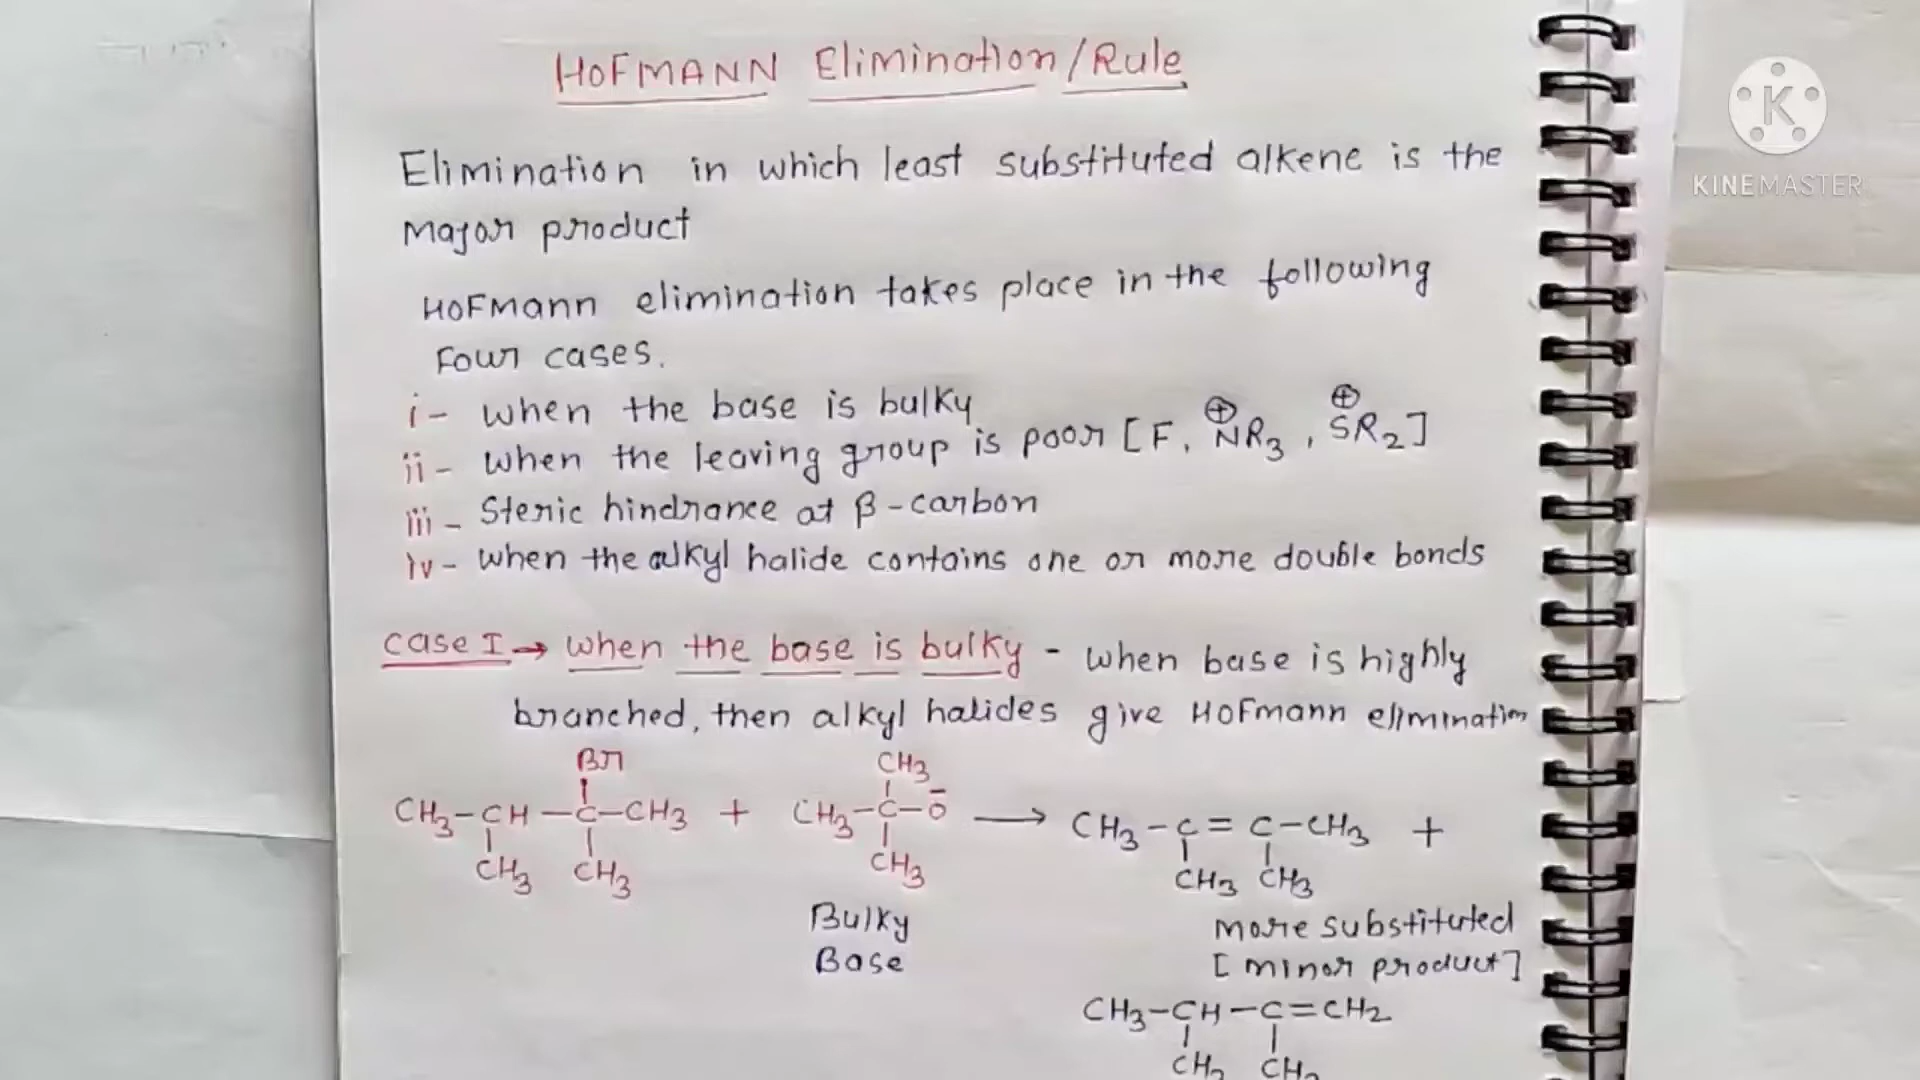 HOFMANN Elimination/Rule
K
KINEMASTER
Elimination in which least substituted alkene is the
major product
HOFmann elimination takes place in the following
Four cases.
i- when the base is bulky
ii- when the leaving group is poor [F, ⊕NR3, ⊕SR2]
iii- Steric hindrance at β-carbon
iv- when the alkyl halide contains one or more double bonds
case I→ when the base is bulky - when base is highly
branched, then alkyl halides give HOFmann elimination
Br CH3
CH3-CH-C-CH3 + CH3-C-Ō → CH3-C=C-CH3 +
CH3 CH3 CH3 CH3 CH3
Bulky more substituted
Base [minor product]
CH3-CH-C=CH2